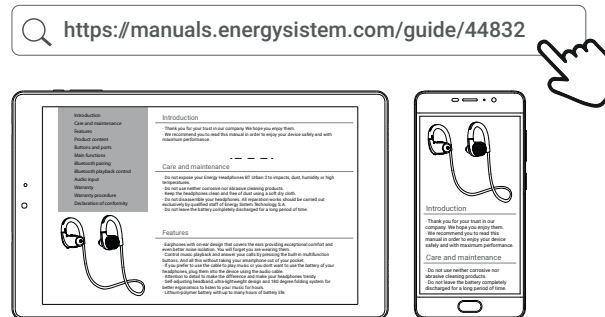 https://manuals.energysistem.com/guide/44832
Introduction
Care and maintenance
Features
Product content
Buttons and ports
Main functions
Bluetooth pairing
Bluetooth playback control
Audio input
Warranty
Warranty procedure
Declaration of conformity
Introduction
· Thank you for your trust in our company. We hope you enjoy them.
· We recommend you to read this manual in order to enjoy your device safely and with
maximum performance.
Care and maintenance
· Do not expose your Energy Headphones BT Urban 2 to impacts, dust, humidity or high
temperatures.
· Do not use neither corrosive nor abrasive cleaning products.
· Keep the headphones clean and free of dust using a soft dry cloth.
· Do not disassemble your headphones. All reparation works should be carried out
exclusively by qualified staff of Energy Sistem Technology, S.A.
· Do not leave the battery completely discharged for a long period of time.
Features
· Earphones with on-ear design that covers the ears providing exceptional comfort and
even better noise isolation. You will forget you are wearing them.
· Control music playback and answer your calls by pressing the built-in multifunction
buttons. And all this without taking your smartphone out of your pocket.
· If you prefer to use the cable to play music or you don't want to use the battery of your
headphones, plug them into the device using the audio cable.
· Attention to detail to make the difference and make your headphones trendy
· Self-adjusting headband, ultra-lightweight design and 180 degree folding system for
better ergonomics to listen to your music for hours.
· Lithium-polymer battery with up to many hours of battery life.
Introduction
· Thank you for your trust in our
company. We hope you enjoy them.
· We recommend you to read this
manual in order to enjoy your device
safely and with maximum performance.
Care and maintenance
· Do not use neither corrosive nor
abrasive cleaning products.
· Do not leave the battery completely
discharged for a long period of time.